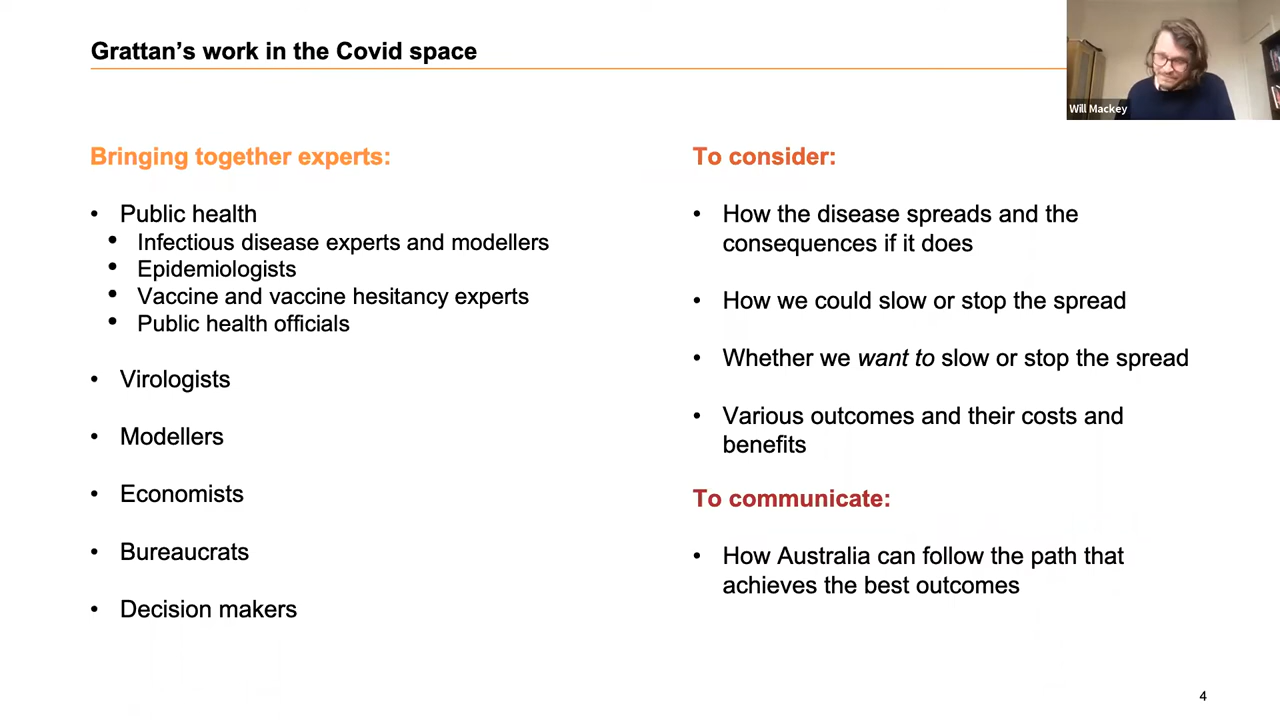 Grattan's work in the Covid space
Will Mackey
Bringing together experts:
• Public health
• Infectious disease experts and modellers
• Epidemiologists
• Vaccine and vaccine hesitancy experts
• Public health officials
• Virologists
• Modellers
• Economists
• Bureaucrats
• Decision makers
To consider:
• How the disease spreads and the
consequences if it does
• How we could slow or stop the spread
• Whether we want to slow or stop the spread
• Various outcomes and their costs and
benefits
To communicate:
• How Australia can follow the path that
achieves the best outcomes
4